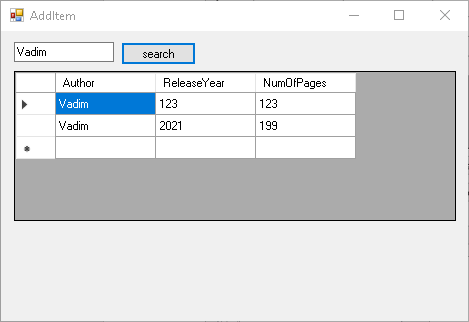 AddItem
Vadim search
Author ReleaseYear NumOfPages
Vadim 123 123
Vadim 2021 199